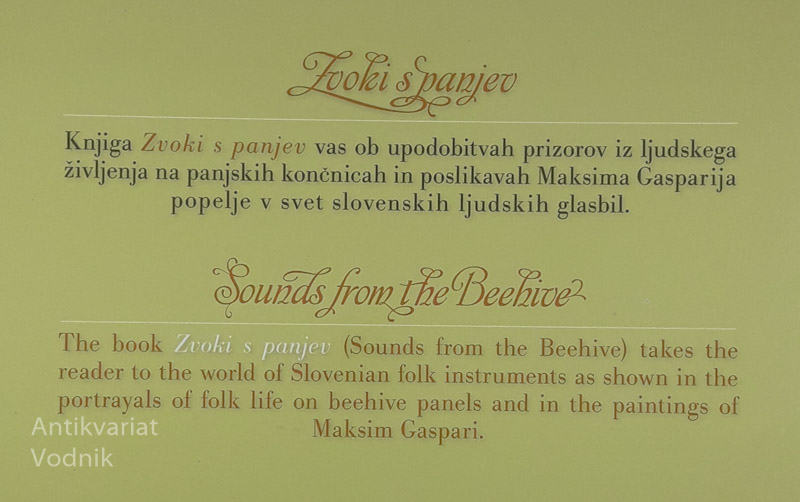 Zvoki s panjev
Knjiga Zvoki s panjev vas ob upodobitvah prizorov iz ljudskega
življenja na panjskih končnicah in poslikavah Maksima Gasparija
popelje v svet slovenskih ljudskih glasbil.
Sounds from the Beehive
The book Zvoki s panjev (Sounds from the Beehive) takes the
reader to the world of Slovenian folk instruments as shown in the
portrayals of folk life on beehive panels and in the paintings of
Maksim Gaspari.
Antikvariat
Vodnik